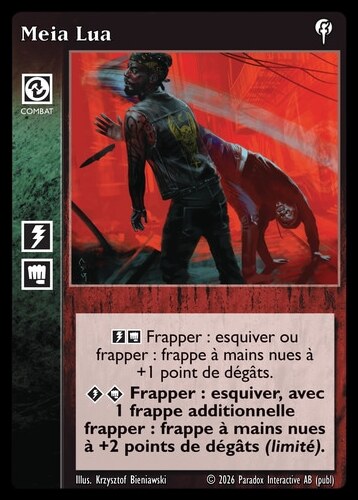 Meia Lua
COMBAT
Frapper : esquiver ou
frapper : frappe à mains nues à
+1 point de dégâts.
Frapper : esquiver, avec
1 frappe additionnelle
frapper : frappe à mains nues
à +2 points de dégâts (limité).
Illus. Krzysztof Bieniawski © 2026 Paradox Interactive AB (publ)